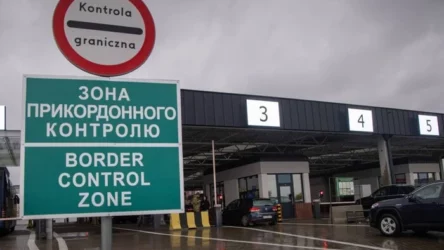 Kontrola
graniczna
ЗОНА
ПРИКОРДОННОГО
КОНТРОЛЮ
BORDER
CONTROL
ZONE
3
4
5